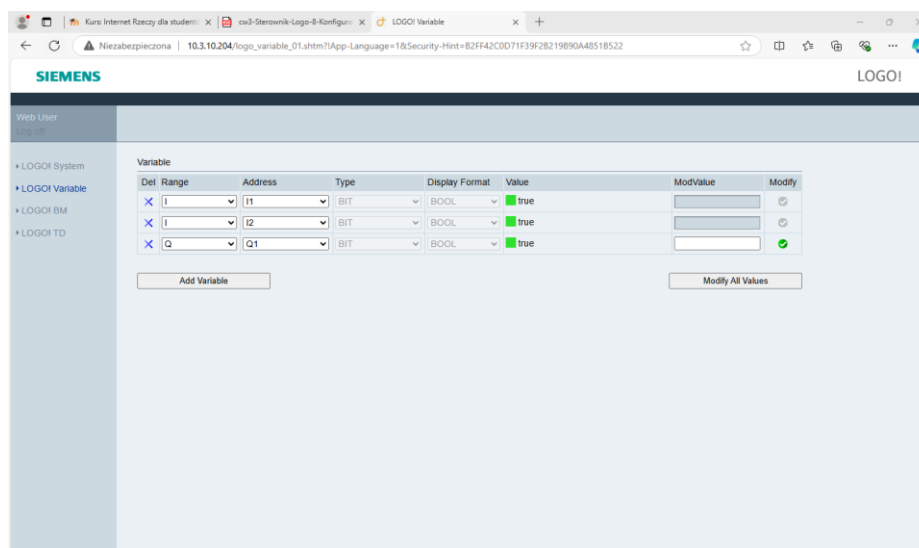 Kurs: Internet Rzeczy dla studentó
cw3-Sterownik-Logo-8-Konfigurac
LOGO! Variable
Niezabezpieczona | 10.3.10.204/logo_variable_01.shtm?!App-Language=1&Security-Hint=B2FF42C0D71F39F2B219B90A4851B522
SIEMENS
LOGO!
Web User
Log off
LOGO! System
LOGO! Variable
LOGO! BM
LOGO! TD
Variable
Del Range Address Type Display Format Value ModValue Modify
I I1 BIT BOOL true
I I2 BIT BOOL true
Q Q1 BIT BOOL true
Add Variable Modify All Values